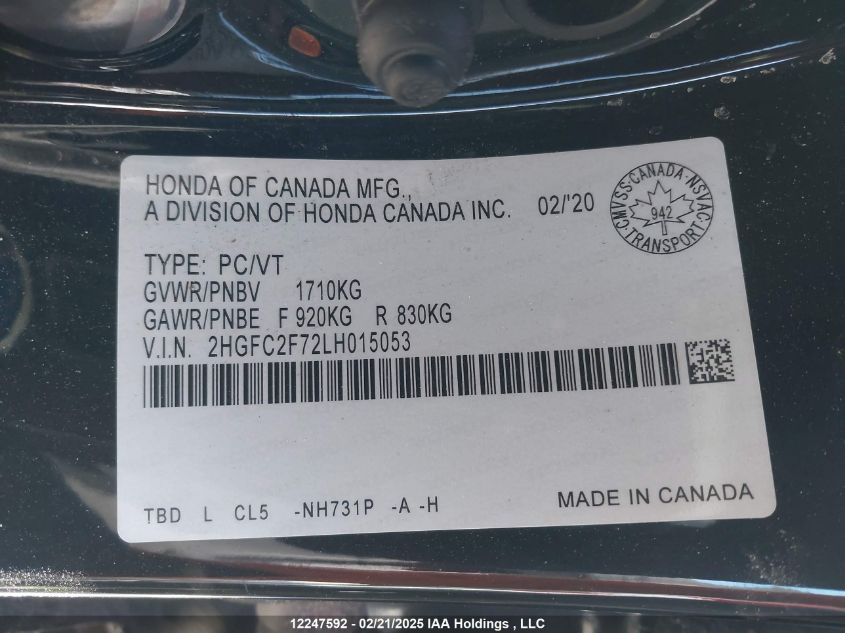 HONDA OF CANADA MFG.,
A DIVISION OF HONDA CANADA INC. 02/'20
CMVSS·CANADA·NSVAC
942
TRANSPORT
TYPE: PC/VT
GVWR/PNBV 1710KG
GAWR/PNBE F 920KG R 830KG
V.I.N. 2HGFC2F72LH015053
TBD L CL5 -NH731P -A -H
MADE IN CANADA
12247592 - 02/21/2025 IAA Holdings, LLC